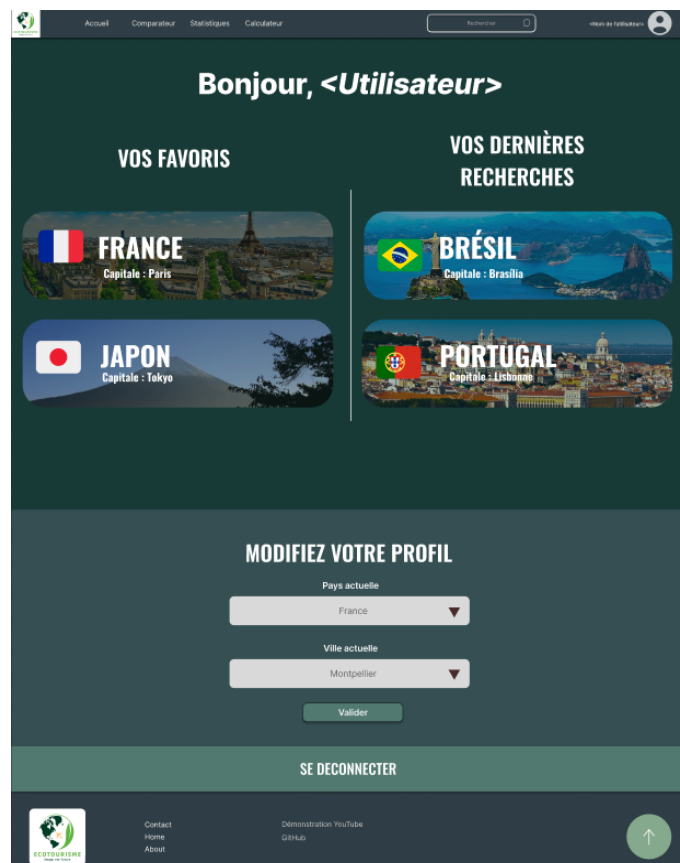 Accueil
Comparateur
Statistiques
Calculateur
Rechercher
<Nom de l'utilisateur>
Bonjour, <Utilisateur>
VOS FAVORIS
FRANCE
Capitale : Paris
JAPON
Capitale : Tokyo
VOS DERNIÈRES
RECHERCHES
BRÉSIL
Capitale : Brasília
PORTUGAL
Capitale : Lisbonne
MODIFIEZ VOTRE PROFIL
Pays actuelle
France
Ville actuelle
Montpellier
Valider
SE DECONNECTER
ECOTOURISME
Contact
Home
About
Démonstration YouTube
GitHub